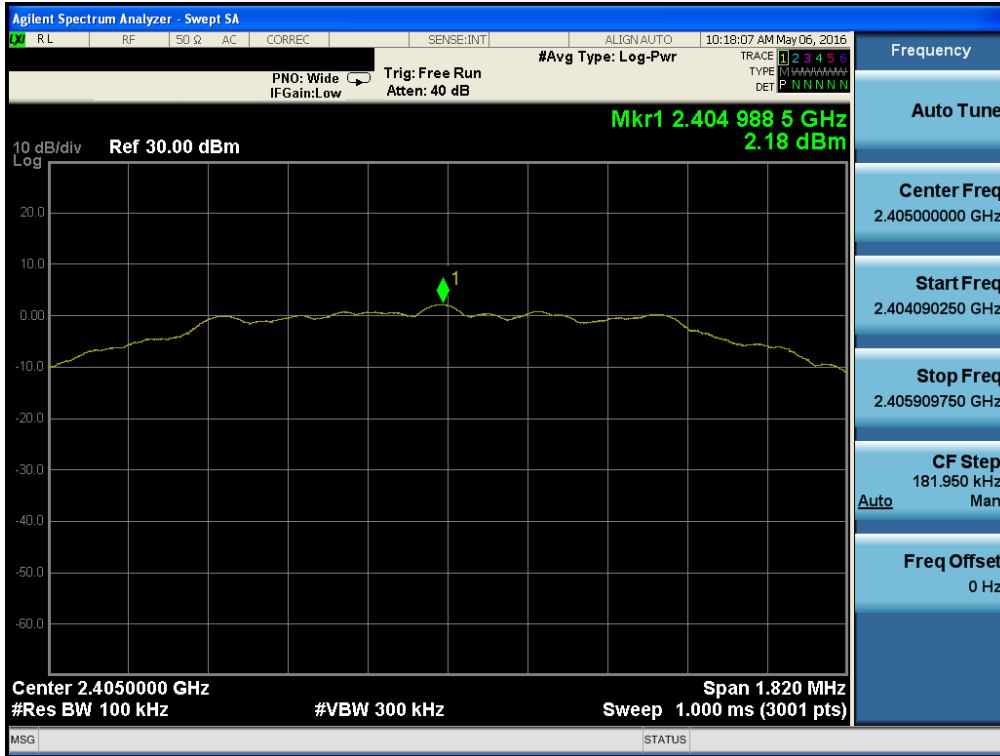 Agilent Spectrum Analyzer - Swept SA
LXI RL RF 50 Ω AC CORREC SENSE:INT ALIGN AUTO 10:18:07 AM May 06, 2016
#Avg Type: Log-Pwr TRACE 1 2 3 4 5 6
PNO: Wide Trig: Free Run TYPE M WWWWW
IFGain:Low Atten: 40 dB DET P N N N N N
Mkr1 2.404 988 5 GHz
10 dB/div Ref 30.00 dBm 2.18 dBm
Log
20.0
10.0
1
0.00
-10.0
-20.0
-30.0
-40.0
-50.0
-60.0
Center 2.4050000 GHz Span 1.820 MHz
#Res BW 100 kHz #VBW 300 kHz Sweep 1.000 ms (3001 pts)
MSG STATUS
Frequency
Auto Tune
Center Freq
2.405000000 GHz
Start Freq
2.404090250 GHz
Stop Freq
2.405909750 GHz
CF Step
181.950 kHz
Auto Man
Freq Offset
0 Hz